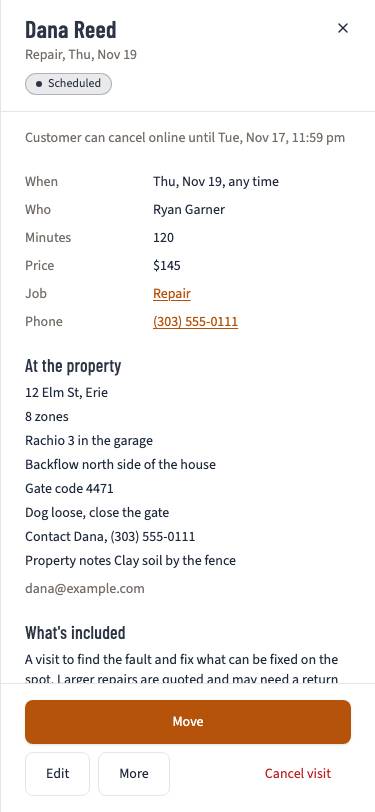 Dana Reed
Repair, Thu, Nov 19
Scheduled
Customer can cancel online until Tue, Nov 17, 11:59 pm
When Thu, Nov 19, any time
Who Ryan Garner
Minutes 120
Price $145
Job Repair
Phone (303) 555-0111
At the property
12 Elm St, Erie
8 zones
Rachio 3 in the garage
Backflow north side of the house
Gate code 4471
Dog loose, close the gate
Contact Dana, (303) 555-0111
Property notes Clay soil by the fence
dana@example.com
What's included
A visit to find the fault and fix what can be fixed on the
spot. Larger repairs are quoted and may need a return
Move
Edit More Cancel visit